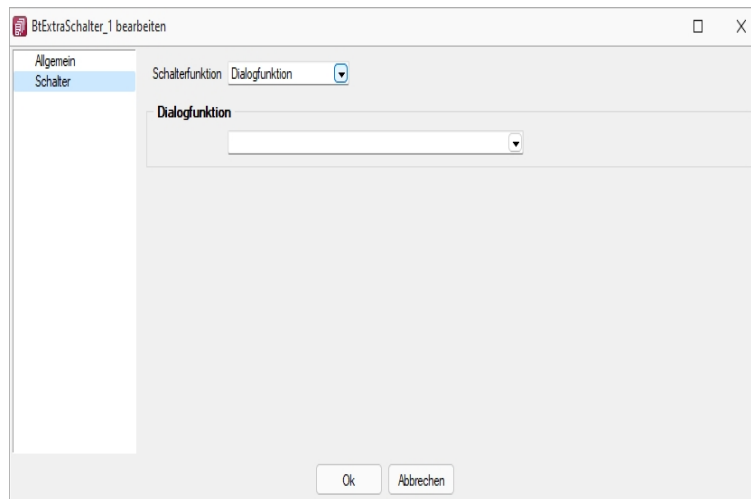 BtExtraSchalter_1 bearbeiten
Allgemein
Schalter
Schalterfunktion Dialogfunktion
Dialogfunktion
Ok Abbrechen